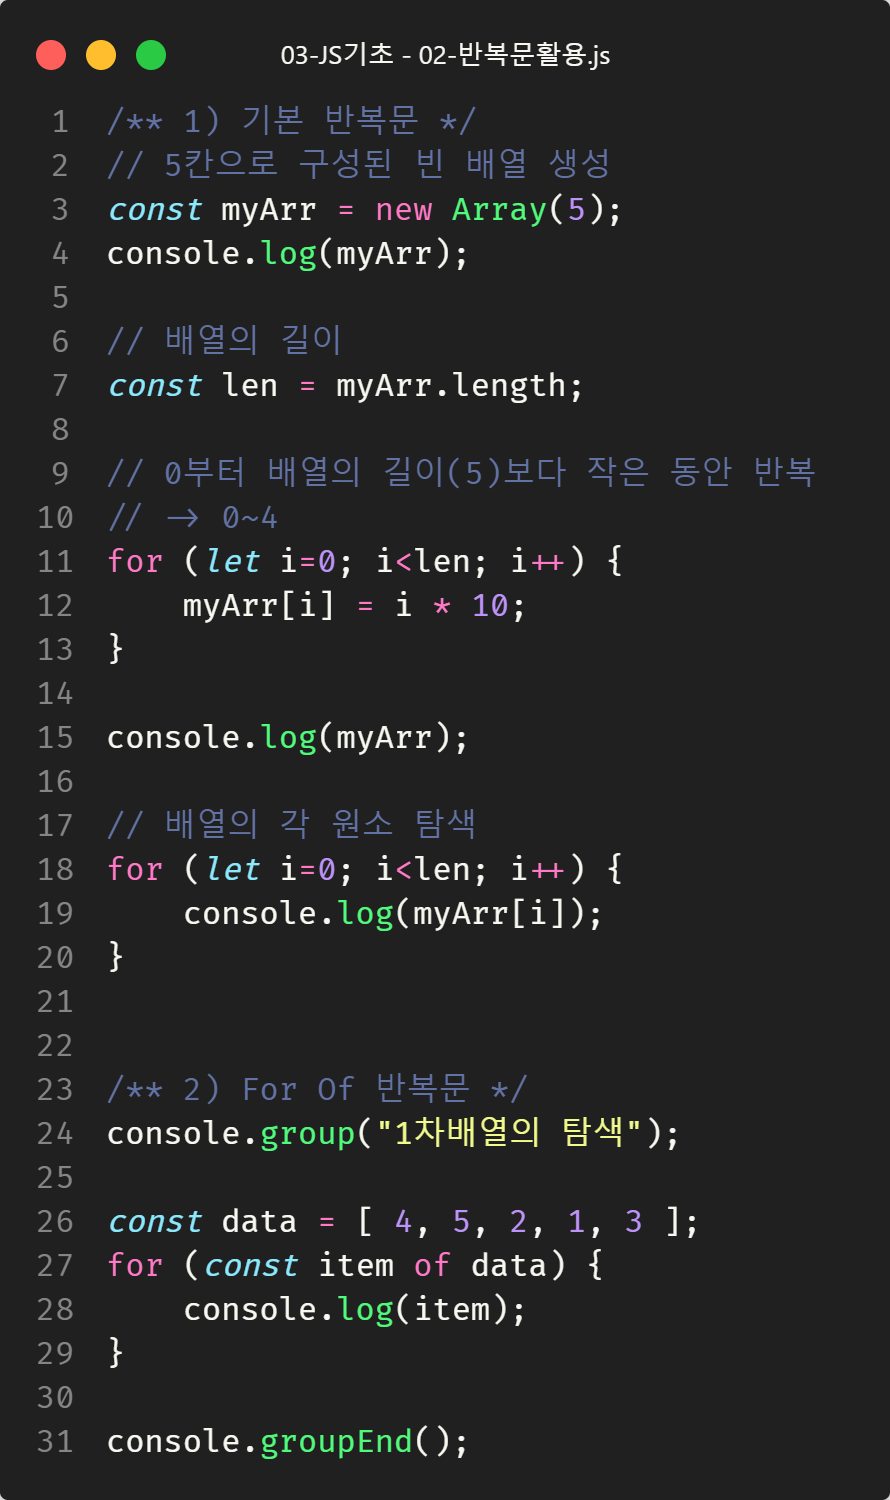 03-JS기초 - 02-반복문활용.js
1 /** 1) 기본 반복문 */
2 // 5칸으로 구성된 빈 배열 생성
3 const myArr = new Array(5);
4 console.log(myArr);
5
6 // 배열의 길이
7 const len = myArr.length;
8
9 // 0부터 배열의 길이(5)보다 작은 동안 반복
10 // -> 0~4
11 for (let i=0; i<len; i++) {
12     myArr[i] = i * 10;
13 }
14
15 console.log(myArr);
16
17 // 배열의 각 원소 탐색
18 for (let i=0; i<len; i++) {
19     console.log(myArr[i]);
20 }
21
22
23 /** 2) For Of 반복문 */
24 console.group("1차배열의 탐색");
25
26 const data = [ 4, 5, 2, 1, 3 ];
27 for (const item of data) {
28     console.log(item);
29 }
30
31 console.groupEnd();